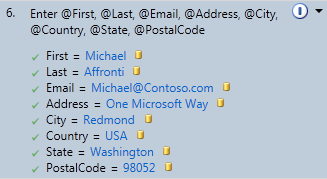 6. Enter @First, @Last, @Email, @Address, @City,
@Country, @State, @PostalCode
First = Michael
Last = Affronti
Email = Michael@Contoso.com
Address = One Microsoft Way
City = Redmond
Country = USA
State = Washington
PostalCode = 98052